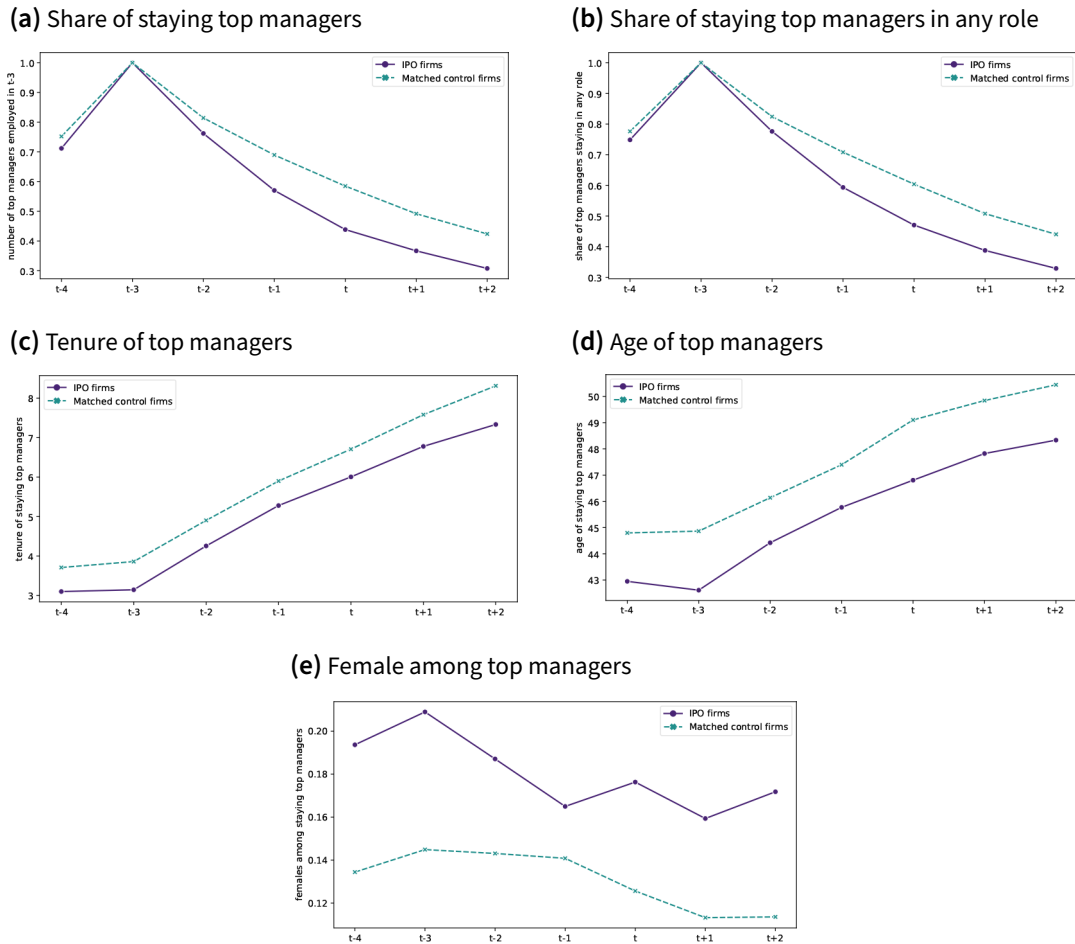 (a) Share of staying top managers
number of top managers employed in t-3
1.0
0.9
0.8
0.7
0.6
0.5
0.4
0.3
IPO firms
Matched control firms
t-4 t-3 t-2 t-1 t t+1 t+2
(b) Share of staying top managers in any role
share of top managers staying in any role
1.0
0.9
0.8
0.7
0.6
0.5
0.4
0.3
IPO firms
Matched control firms
t-4 t-3 t-2 t-1 t t+1 t+2
(c) Tenure of top managers
tenure of staying top managers
8
7
6
5
4
3
IPO firms
Matched control firms
t-4 t-3 t-2 t-1 t t+1 t+2
(d) Age of top managers
age of staying top managers
50
49
48
47
46
45
44
43
IPO firms
Matched control firms
t-4 t-3 t-2 t-1 t t+1 t+2
(e) Female among top managers
females among staying top managers
0.20
0.18
0.16
0.14
0.12
IPO firms
Matched control firms
t-4 t-3 t-2 t-1 t t+1 t+2